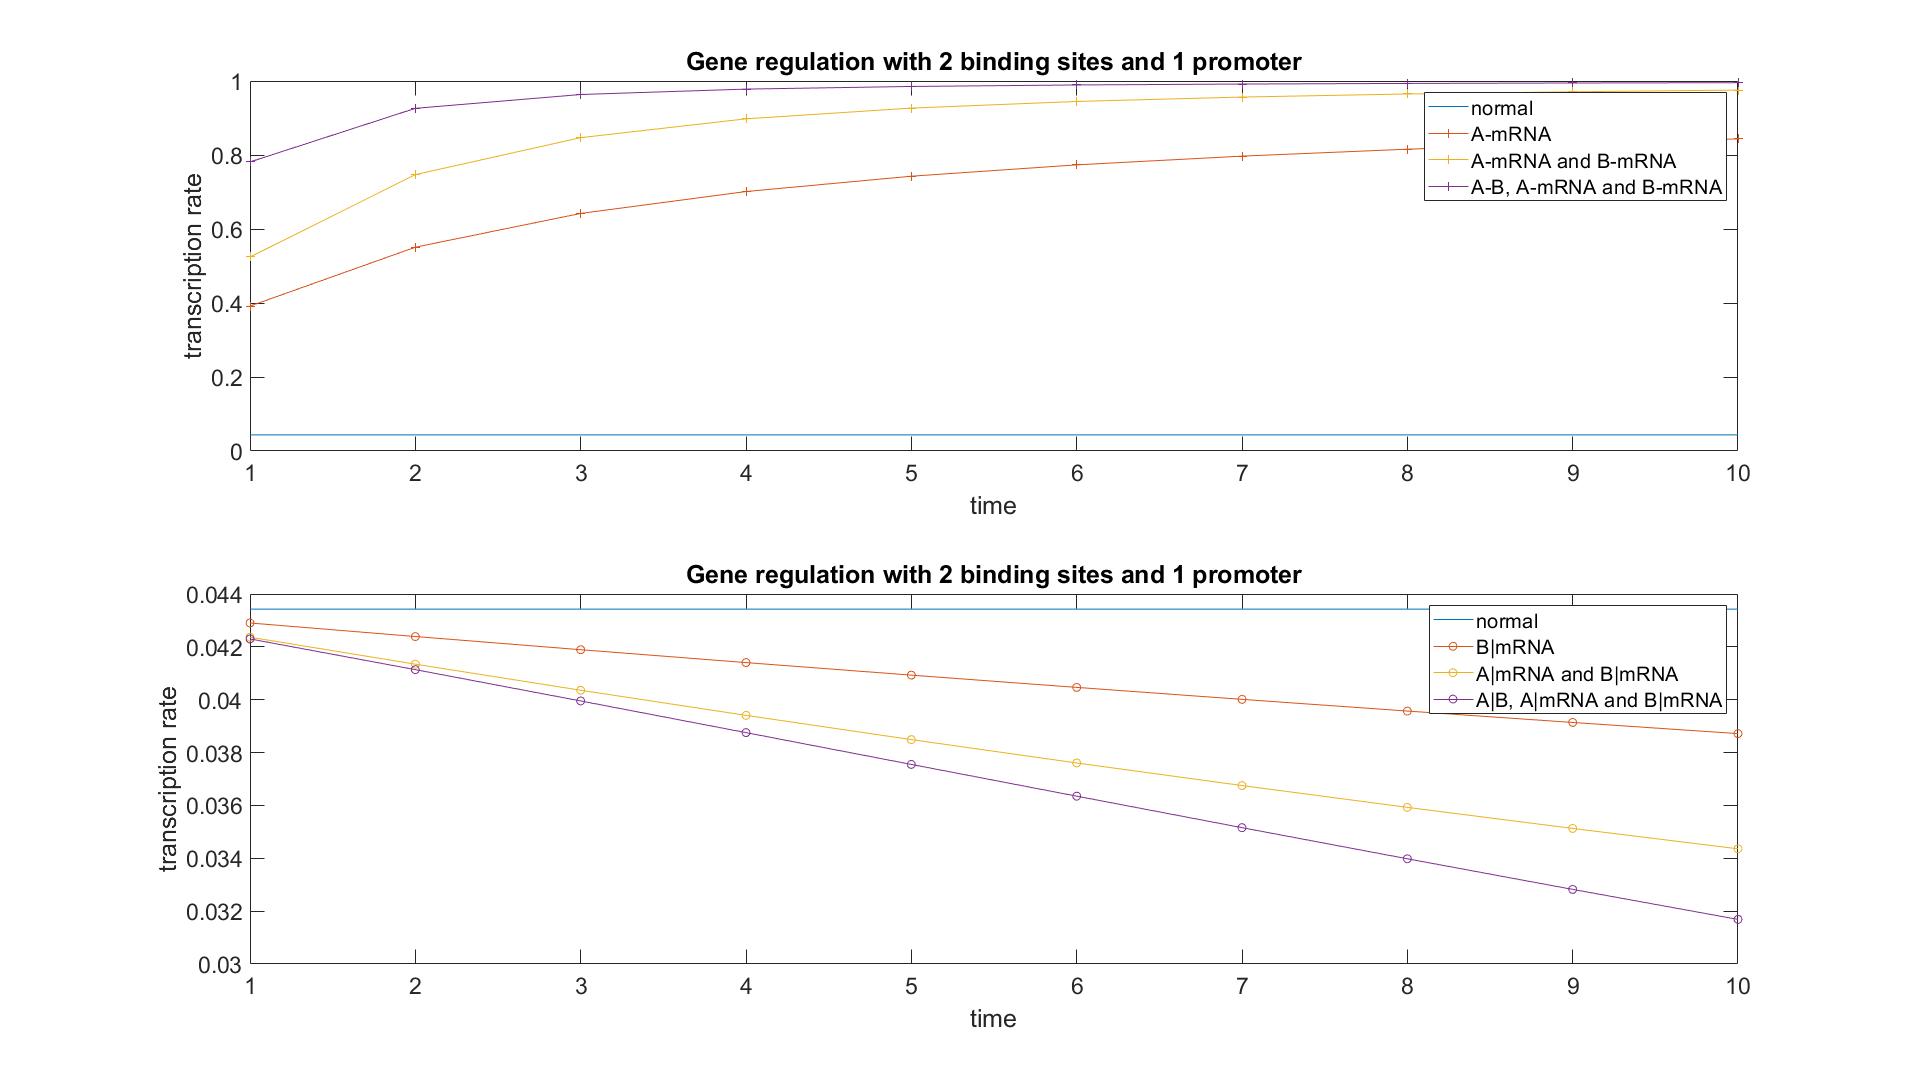 Gene regulation with 2 binding sites and 1 promoter
1
0.8
0.6
0.4
0.2
0
transcription rate
normal
A-mRNA
A-mRNA and B-mRNA
A-B, A-mRNA and B-mRNA
1 2 3 4 5 6 7 8 9 10
time
Gene regulation with 2 binding sites and 1 promoter
0.044
0.042
0.04
0.038
0.036
0.034
0.032
0.03
transcription rate
normal
B|mRNA
A|mRNA and B|mRNA
A|B, A|mRNA and B|mRNA
1 2 3 4 5 6 7 8 9 10
time